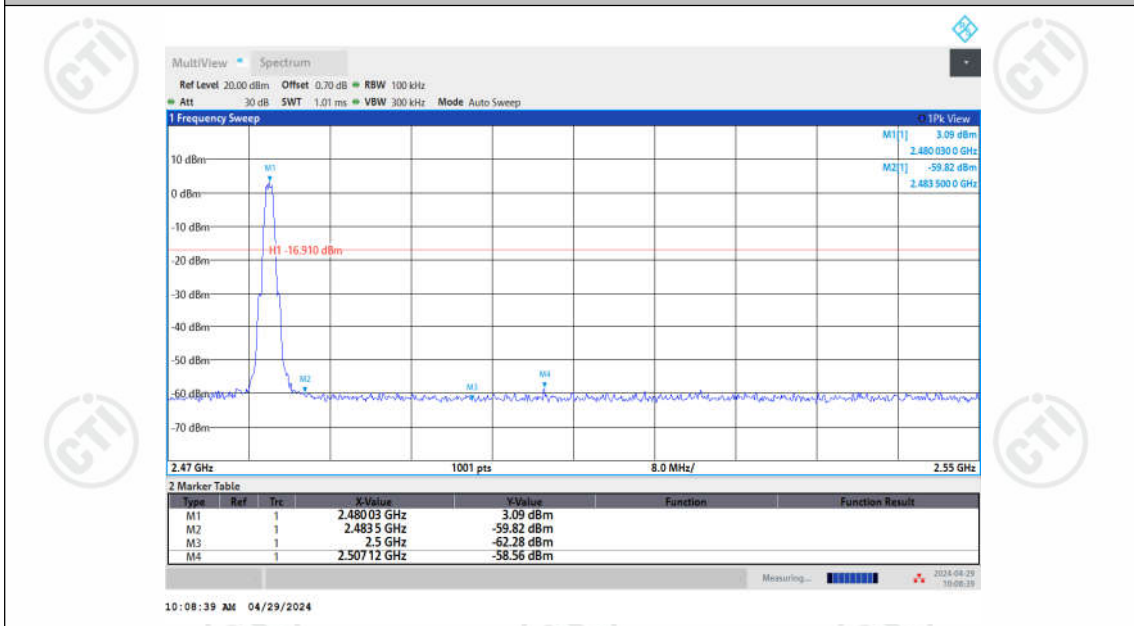 MultiView Spectrum
Ref Level 20.00 dBm Offset 0.70 dB RBW 100 kHz
Att 30 dB SWT 1.01 ms VBW 300 kHz Mode Auto Sweep
1 Frequency Sweep 1Pk View
M1[1] 3.09 dBm
2.480 030 0 GHz
M2[1] -59.82 dBm
2.483 500 0 GHz
10 dBm
M1
0 dBm
-10 dBm
H1 -16.910 dBm
-20 dBm
-30 dBm
-40 dBm
-50 dBm
M2 M3 M4
-60 dBm
-70 dBm
2.47 GHz 1001 pts 8.0 MHz/ 2.55 GHz
2 Marker Table
Type Ref Trc X-Value Y-Value Function Function Result
M1 1 2.48003 GHz 3.09 dBm
M2 1 2.4835 GHz -59.82 dBm
M3 1 2.5 GHz -62.28 dBm
M4 1 2.50712 GHz -58.56 dBm
Measuring... 2024-04-29
10:08:39
10:08:39 AM 04/29/2024
CTI
CTI
CTI
CTI